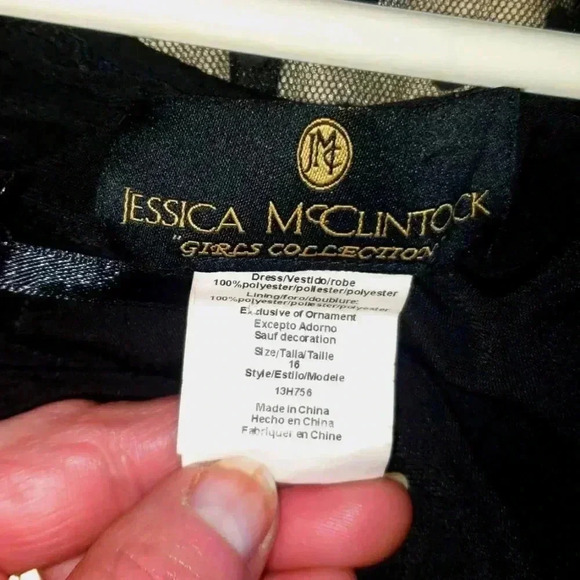 JMC
JESSICA McCLINTOCK
"GIRLS COLLECTION"
Dress/Vestido/robe
100%polyester/poliester/polyester
Lining/foro/doublure:
100%polyester/poliester/polyester
Exclusive of Ornament
Excepto Adorno
Sauf decoration
Size/Talla/Taille
16
Style/Estilo/Modele
13H756
Made in China
Hecho en China
Fabriquer en Chine